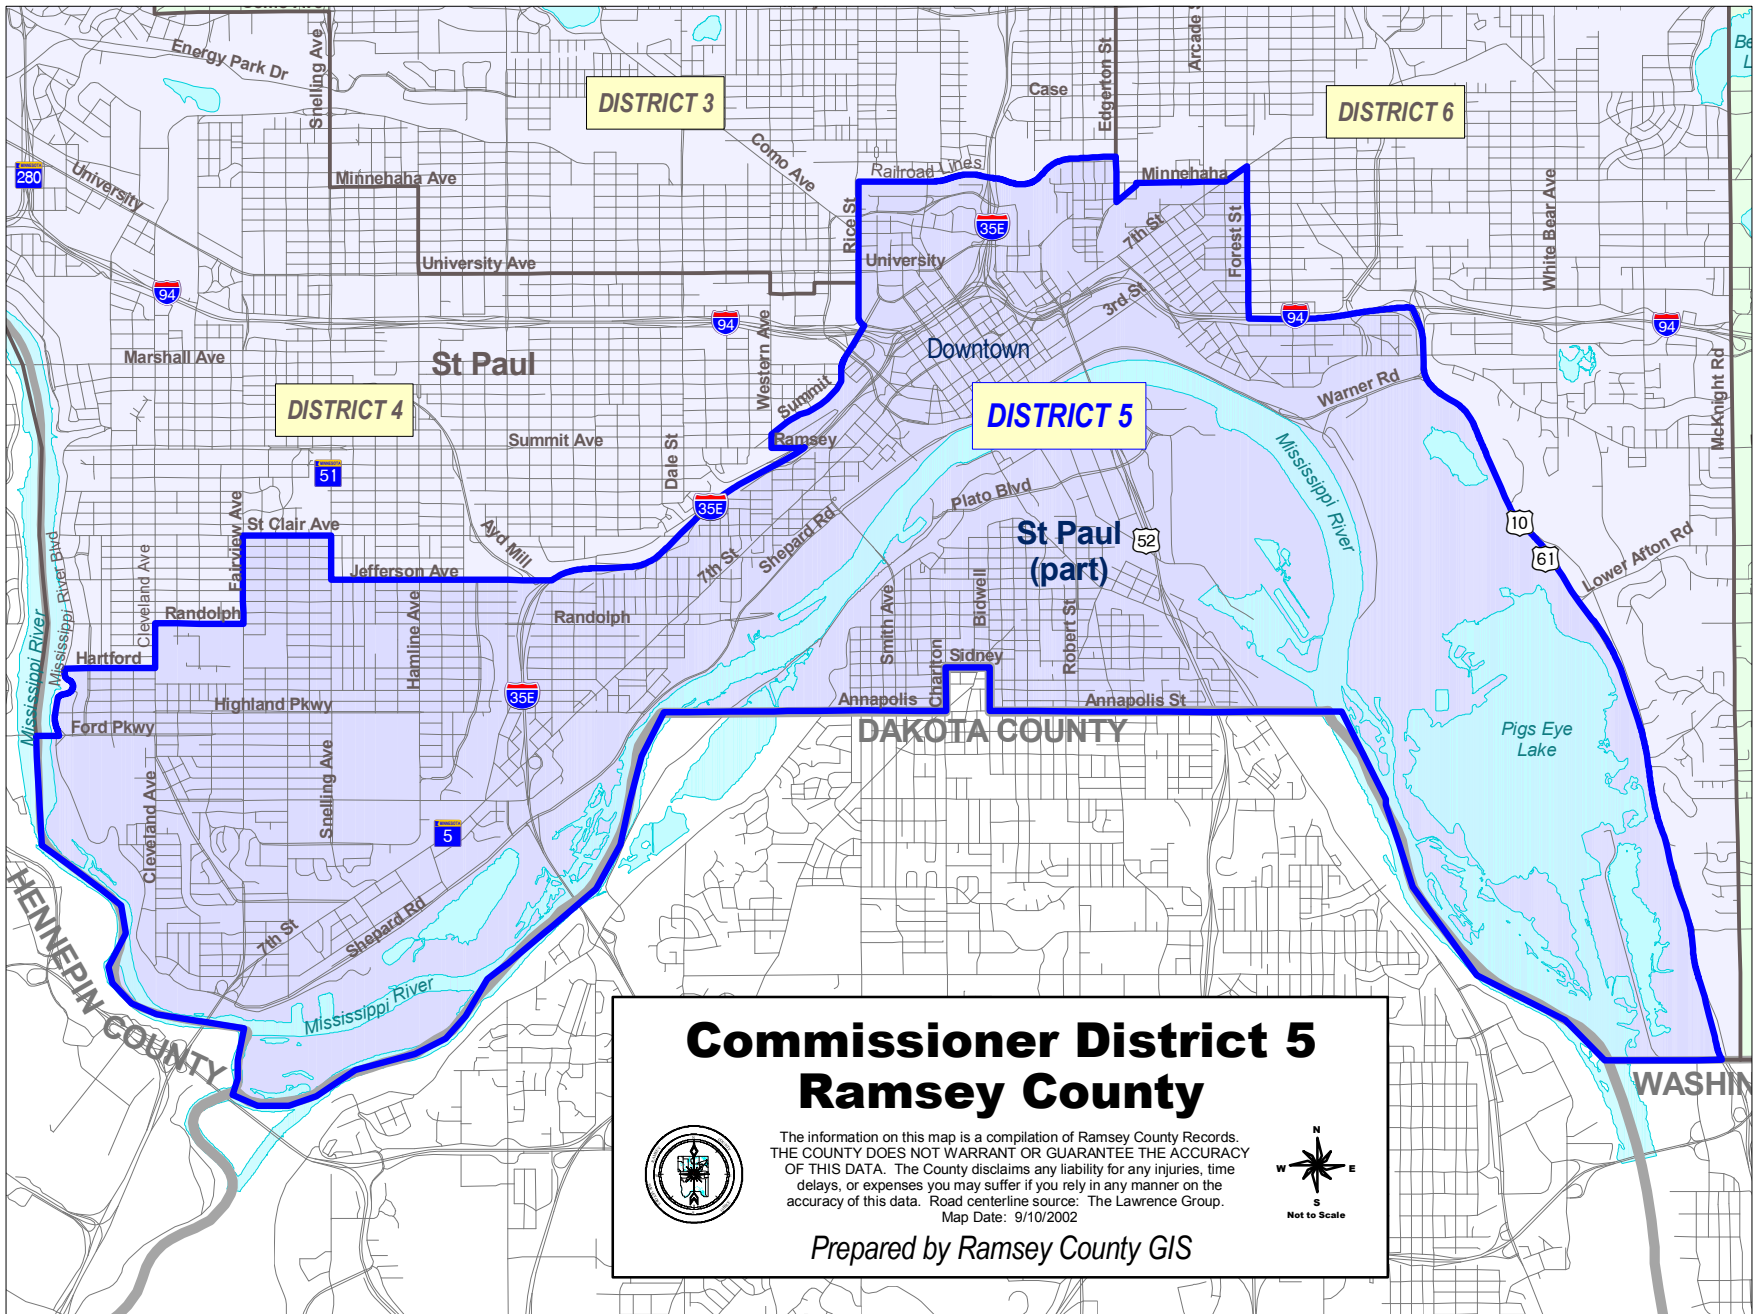 Energy Park Dr
Snelling Ave
DISTRICT 3
Case
Edgerton St
Arcade S
DISTRICT 6
Be
L
MINNESOTA
280
University
Minnehaha Ave
Como Ave
Railroad Lines
Minnehaha
Rice St
35E
7th St
Forest St
White Bear Ave
University Ave
University
94
94
3rd St
94
94
Marshall Ave
St Paul
Western Ave
Downtown
Warner Rd
McKnight Rd
DISTRICT 4
Summit
DISTRICT 5
Summit Ave
Dale St
Ramsey
Mississippi River
MINNESOTA
51
Fairview Ave
35E
Plato Blvd
St Clair Ave
Ayd Mill
Shepard Rd
St Paul
(part)
52
10
61
Lower Afton Rd
Mississippi River Blvd
Cleveland Ave
Jefferson Ave
7th St
Randolph
Hamline Ave
Randolph
Smith Ave
Bidwell
Robert St
Mississippi River
Hartford
Charlton
Sidney
Highland Pkwy
35E
Annapolis
Annapolis St
Ford Pkwy
DAKOTA COUNTY
Pigs Eye
Lake
Cleveland Ave
Snelling Ave
MINNESOTA
5
HENNEPIN COUNTY
7th St
Shepard Rd
Mississippi River
WASHIN
Commissioner District 5
Ramsey County
The information on this map is a compilation of Ramsey County Records.
THE COUNTY DOES NOT WARRANT OR GUARANTEE THE ACCURACY
OF THIS DATA. The County disclaims any liability for any injuries, time
delays, or expenses you may suffer if you rely in any manner on the
accuracy of this data. Road centerline source: The Lawrence Group.
Map Date: 9/10/2002
Prepared by Ramsey County GIS
N
W E
S
Not to Scale